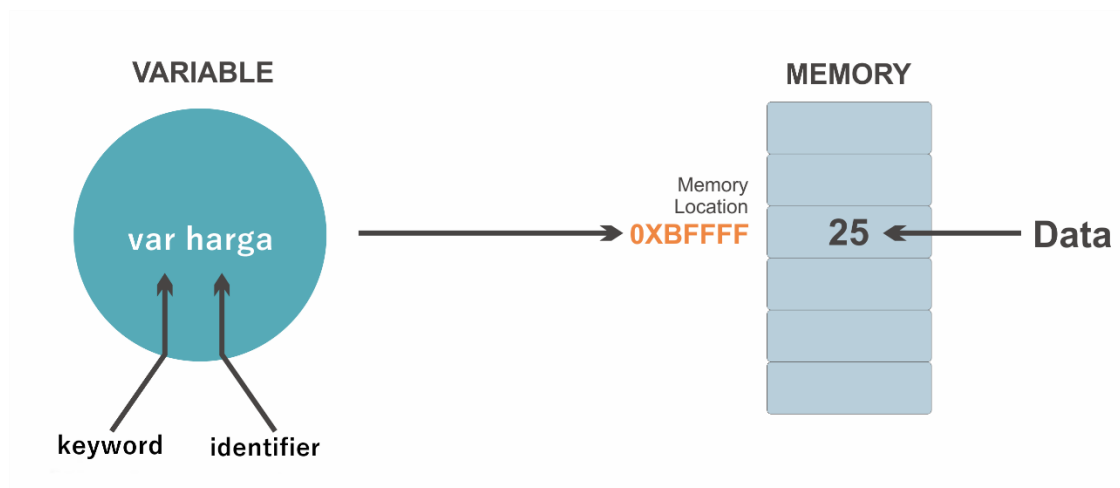 VARIABLE
var harga
keyword
identifier
MEMORY
Memory
Location
0XBFFFF
25
Data